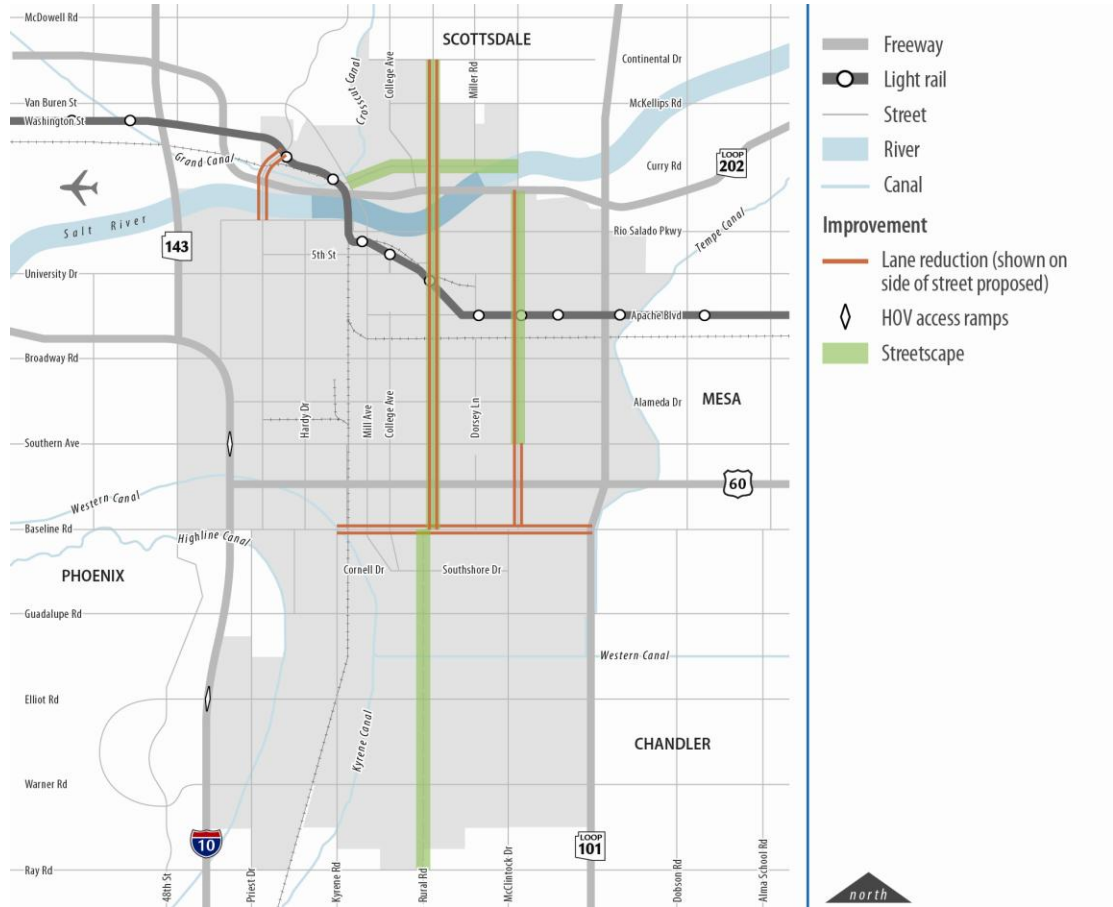 McDowell Rd
SCOTTSDALE
College Ave
Miller Rd
Crosscut Canal
Continental Dr
Van Buren St
Washington St
McKellips Rd
Grand Canal
Curry Rd
LOOP
202
Salt River
143
Rio Salado Pkwy
Tempe Canal
5th St
University Dr
Apache Blvd
Broadway Rd
Hardy Dr
Mill Ave
College Ave
Dorsey Ln
Alameda Dr
MESA
Southern Ave
60
Western Canal
Baseline Rd
Highline Canal
PHOENIX
Cornell Dr
Southshore Dr
Guadalupe Rd
Western Canal
Elliot Rd
Kyrene Canal
CHANDLER
Warner Rd
10
LOOP
101
Ray Rd
48th St
Priest Dr
Kyrene Rd
Rural Rd
McClintock Dr
Dobson Rd
Alma School Rd
Freeway
Light rail
Street
River
Canal
Improvement
Lane reduction (shown on
side of street proposed)
HOV access ramps
Streetscape
north